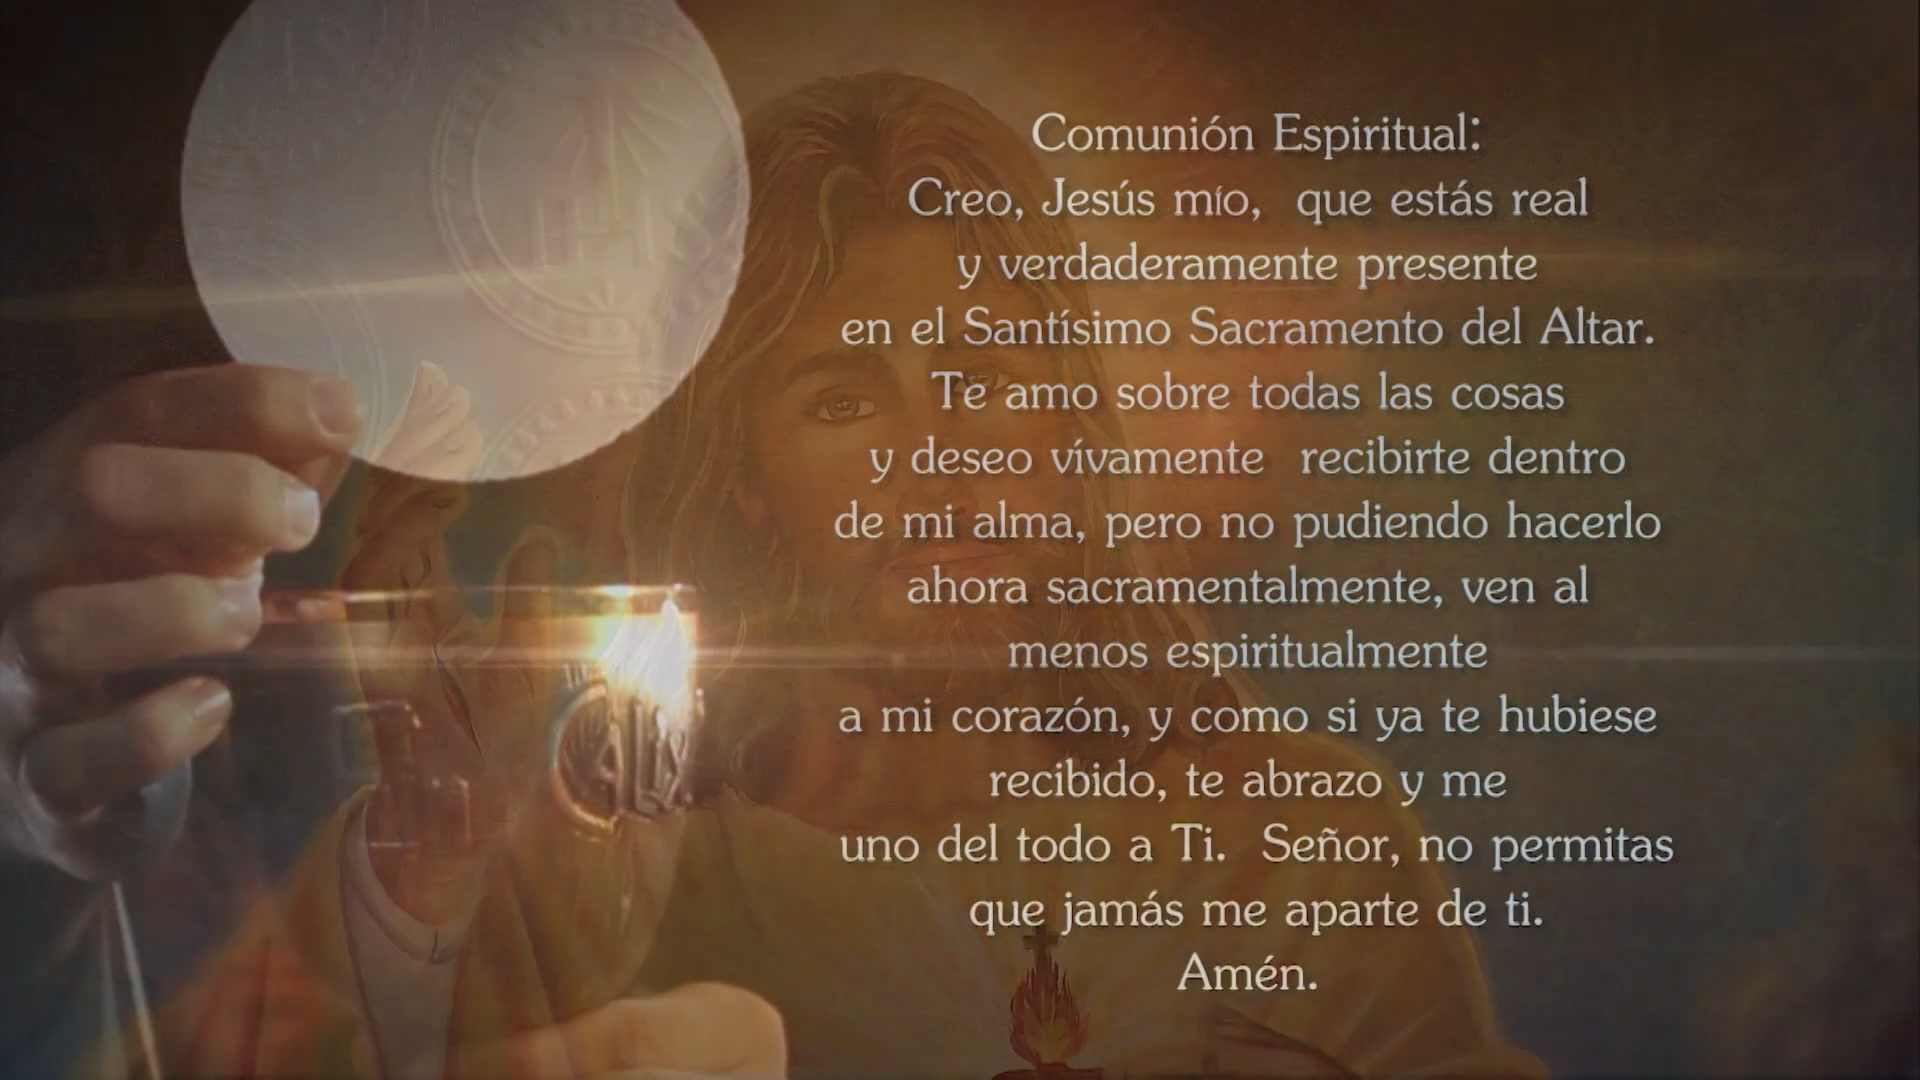 Comunión Espiritual:
Creo, Jesús mío, que estás real
y verdaderamente presente
en el Santísimo Sacramento del Altar.
Te amo sobre todas las cosas
y deseo vívamente recibirte dentro
de mi alma, pero no pudiendo hacerlo
ahora sacramentalmente, ven al
menos espiritualmente
a mi corazón, y como si ya te hubiese
recibido, te abrazo y me
uno del todo a Ti. Señor, no permitas
que jamás me aparte de ti.
Amén.